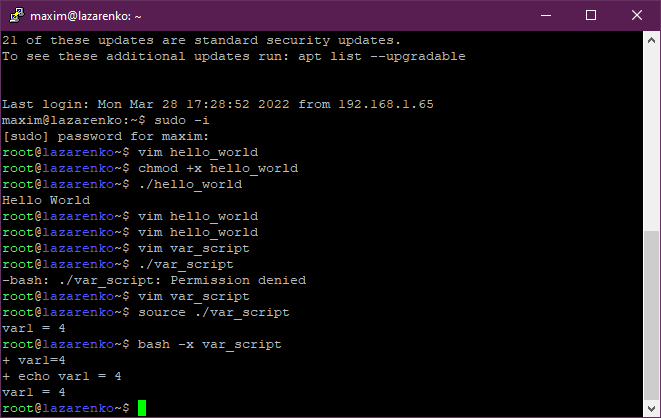 maxim@lazarenko: ~
21 of these updates are standard security updates.
To see these additional updates run: apt list --upgradable
Last login: Mon Mar 28 17:28:52 2022 from 192.168.1.65
maxim@lazarenko:~$ sudo -i
[sudo] password for maxim:
root@lazarenko~$ vim hello_world
root@lazarenko~$ chmod +x hello_world
root@lazarenko~$ ./hello_world
Hello World
root@lazarenko~$ vim hello_world
root@lazarenko~$ vim hello_world
root@lazarenko~$ vim var_script
root@lazarenko~$ ./var_script
-bash: ./var_script: Permission denied
root@lazarenko~$ vim var_script
root@lazarenko~$ source ./var_script
var1 = 4
root@lazarenko~$ bash -x var_script
+ var1=4
+ echo var1 = 4
var1 = 4
root@lazarenko~$